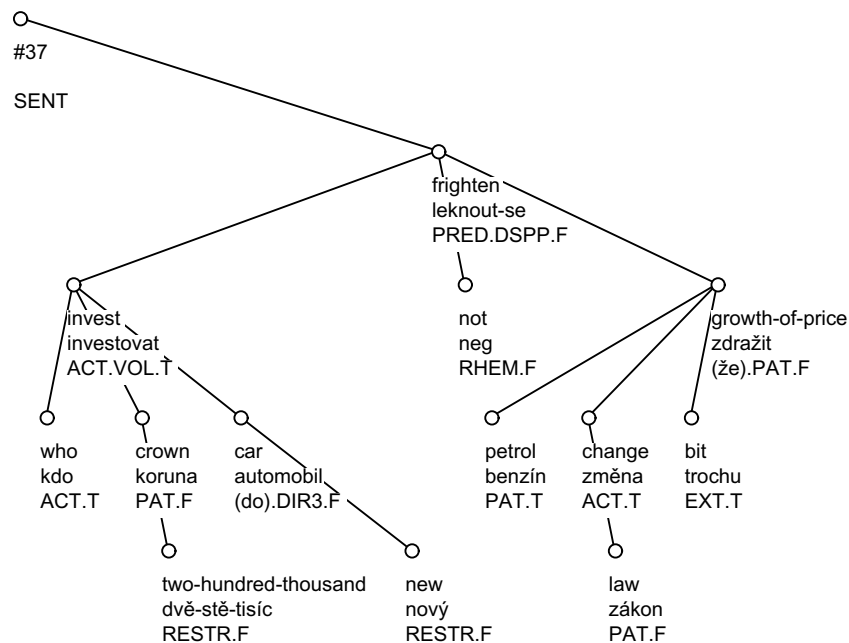 #37
SENT
frighten
leknout-se
PRED.DSPP.F
invest
investovat
ACT.VOL.T
not
neg
RHEM.F
growth-of-price
zdražit
(že).PAT.F
who
kdo
ACT.T
crown
koruna
PAT.F
car
automobil
(do).DIR3.F
petrol
benzín
PAT.T
change
změna
ACT.T
bit
trochu
EXT.T
two-hundred-thousand
dvě-stě-tisíc
RESTR.F
new
nový
RESTR.F
law
zákon
PAT.F